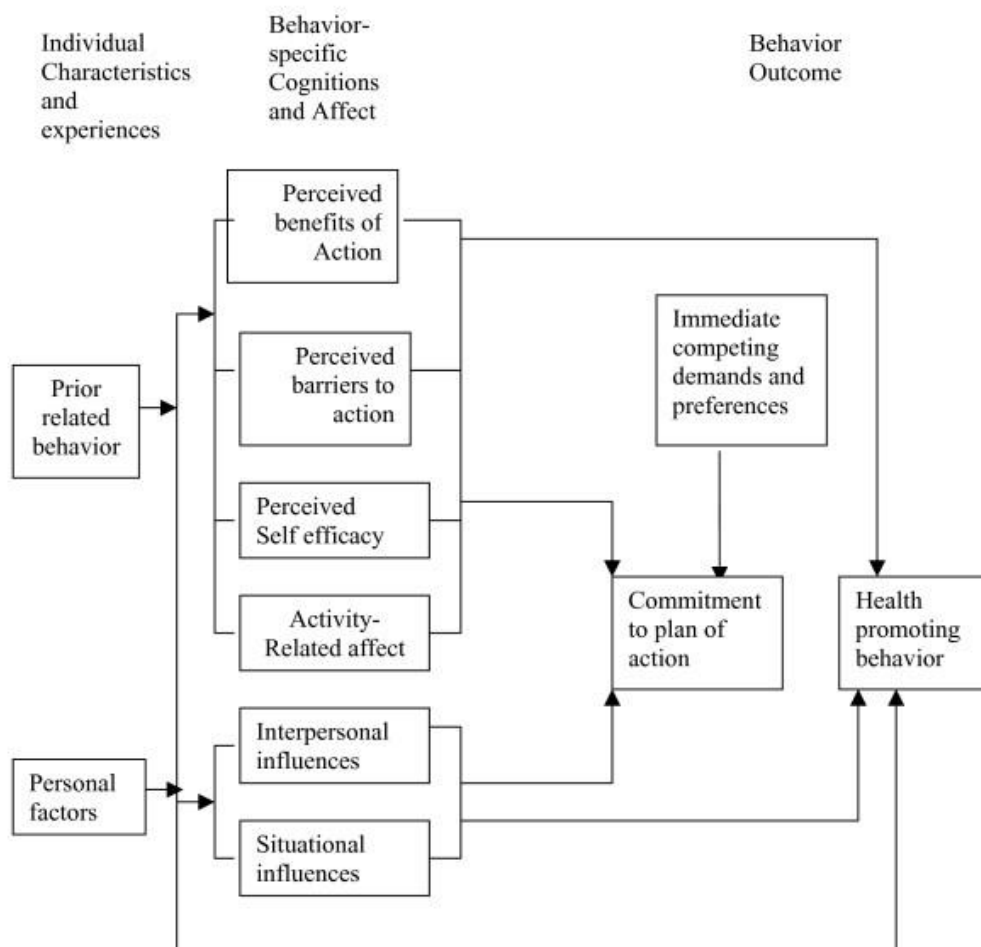 Individual
Characteristics
and
experiences
Behavior-
specific
Cognitions
and Affect
Behavior
Outcome
Perceived
benefits of
Action
Immediate
competing
demands and
preferences
Perceived
barriers to
action
Prior
related
behavior
Perceived
Self efficacy
Activity-
Related affect
Commitment
to plan of
action
Health
promoting
behavior
Interpersonal
influences
Personal
factors
Situational
influences